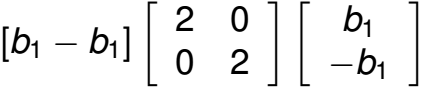 [b₁ − b₁] [ 2 0 ] [ b₁ ]
[ 0 2 ] [ −b₁ ]